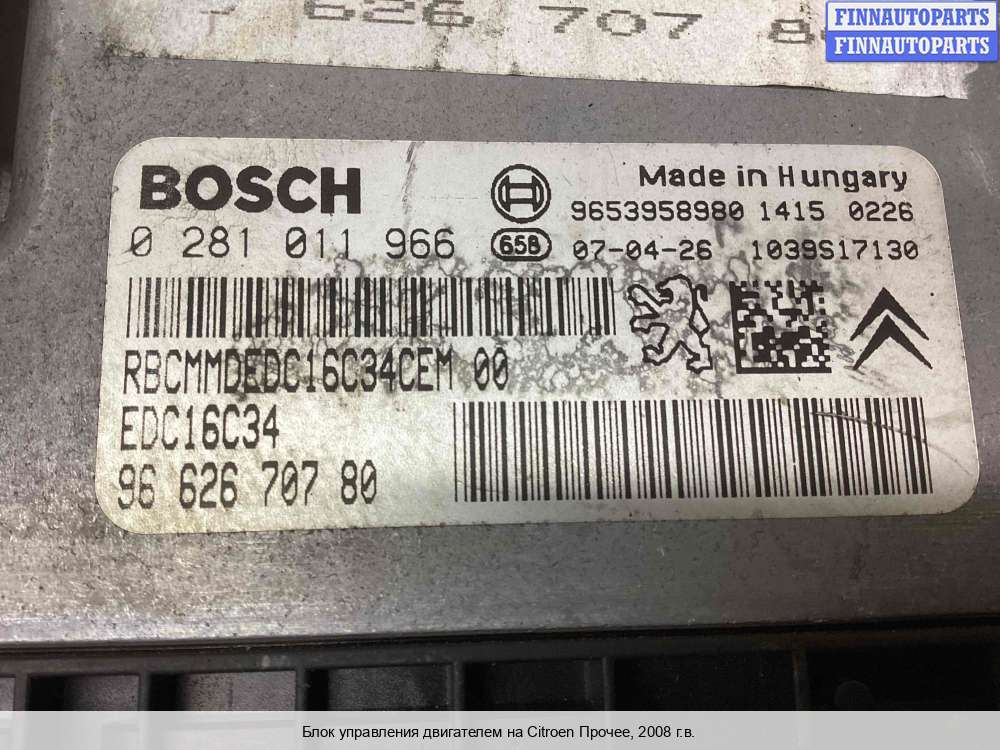 626 707 8
FINNAUTOPARTS
FINNAUTOPARTS
BOSCH
Made in Hungary
9653958980 1415 0226
0 281 011 966
65B 07-04-26 1039S17130
RBCMMDEDC16C34CEM 00
EDC16C34
96 626 707 80
Блок управления двигателем на Citroen Прочее, 2008 г.в.